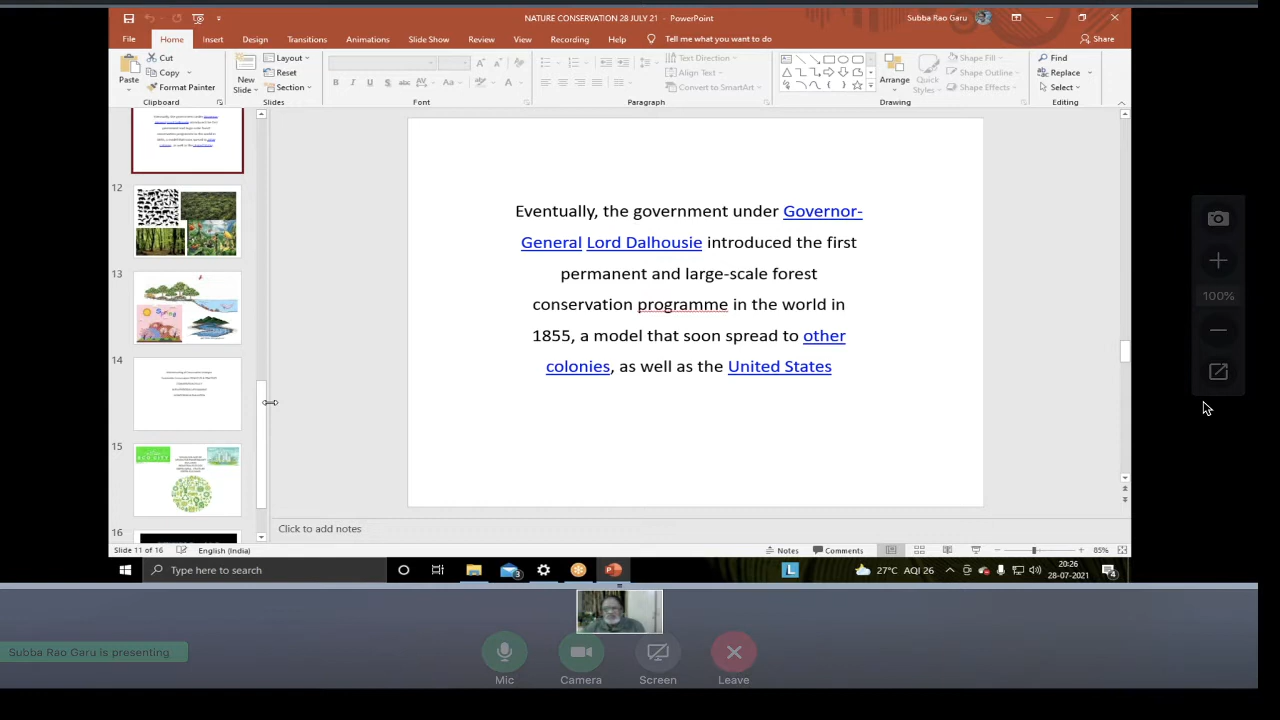 NATURE CONSERVATION 28 JULY 21 - PowerPoint
Subba Rao Garu
File Home Insert Design Transitions Animations Slide Show Review View Recording Help Tell me what you want to do Share
Paste
Cut
Copy
Format Painter
Clipboard
New Slide
Layout
Reset
Section
Slides
Font
Text Direction
Align Text
Convert to SmartArt
Paragraph
Arrange
Quick Styles
Shape Fill
Shape Outline
Shape Effects
Drawing
Find
Replace
Select
Editing
12
13
Spring
14
15
16
Eventually, the government under Governor-
General Lord Dalhousie introduced the first
permanent and large-scale forest
conservation programme in the world in
1855, a model that soon spread to other
colonies, as well as the United States
Click to add notes
Slide 11 of 16 English (India) Notes Comments 85%
Type here to search
3
L
27°C AQI 26
20:26
28-07-2021
4
100%
Subba Rao Garu is presenting
Mic Camera Screen Leave